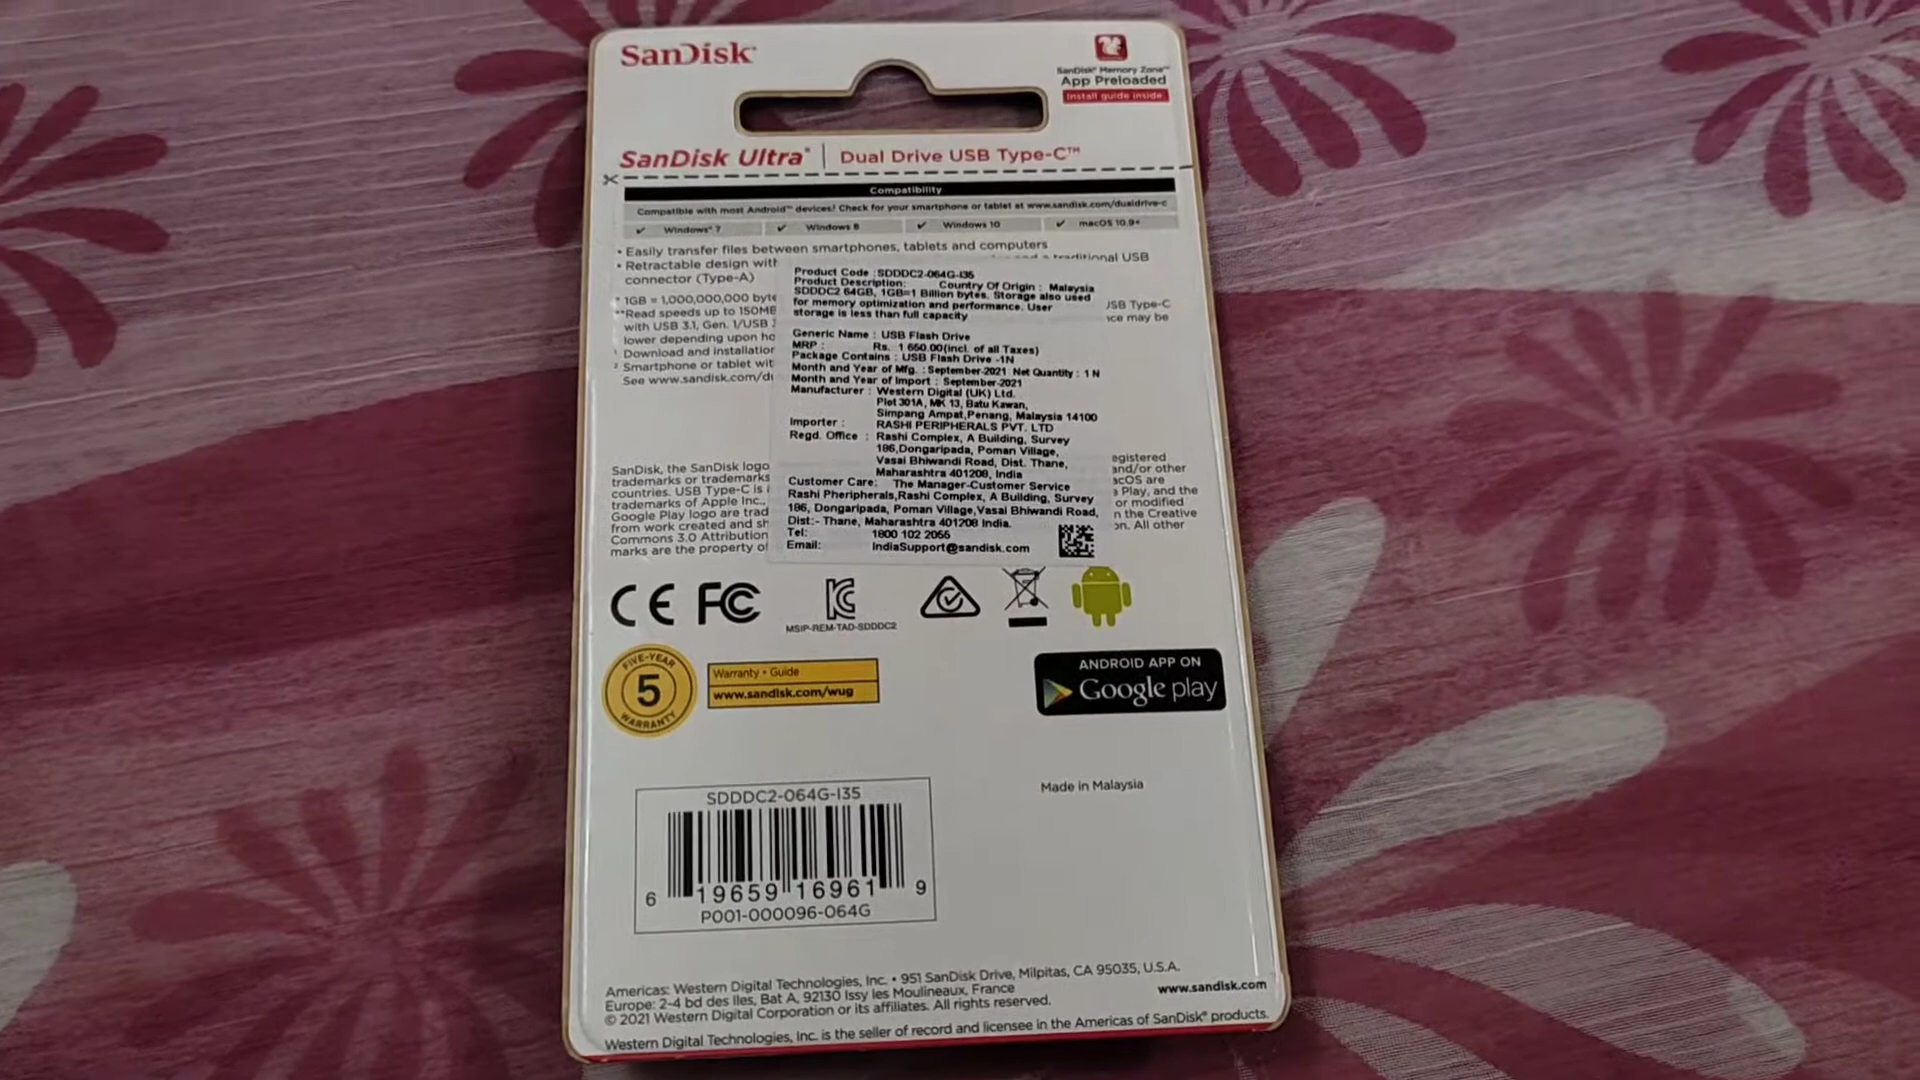 SanDisk
SanDisk® Memory Zone™
App Preloaded
Install guide inside
SanDisk Ultra® | Dual Drive USB Type-C™
Compatibility
Compatible with most Android™ devices! Check for your smartphone or tablet at www.sandisk.com/dualdrive-c
✓ Windows® 7 ✓ Windows 8 ✓ Windows 10 ✓ macOS 10.9+
• Easily transfer files between smartphones, tablets and computers
• Retractable design with traditional USB
connector (Type-A)
* 1GB = 1,000,000,000 byte
**Read speeds up to 150MB USB Type-C
with USB 3.1, Gen. 1/USB may be
lower depending upon ho
¹ Download and installation
² Smartphone or tablet wit
See www.sandisk.com/du
Product Code : SDDDC2-064G-I35
Product Description: Country Of Origin : Malaysia
SDDDC2 64GB, 1GB=1 Billion bytes. Storage also used
for memory optimization and performance. User
storage is less than full capacity
Generic Name : USB Flash Drive
MRP : Rs. 1 650.00(incl. of all Taxes)
Package Contains : USB Flash Drive -1N
Month and Year of Mfg. : September-2021 Net Quantity : 1 N
Month and Year of Import : September-2021
Manufacturer : Western Digital (UK) Ltd.
Plot 301A, MK 13, Batu Kawan,
Simpang Ampat,Penang, Malaysia 14100
Importer : RASHI PERIPHERALS PVT. LTD
Regd. Office : Rashi Complex, A Building, Survey
186,Dongaripada, Poman Village,
Vasai Bhiwandi Road, Dist. Thane,
Maharashtra 401208, India
Customer Care: The Manager-Customer Service
Rashi Pheripherals,Rashi Complex, A Building, Survey
186, Dongaripada, Poman Village,Vasai Bhiwandi Road,
Dist:- Thane, Maharashtra 401208 India.
Tel: 1800 102 2055
Email: IndiaSupport@sandisk.com
SanDisk, the SanDisk logo egistered
trademarks or trademarks and/or other
countries. USB Type-C is acOS are
trademarks of Apple Inc., Play, and the
Google Play logo are trad or modified
from work created and sh n the Creative
Commons 3.0 Attribution on. All other
marks are the property of
CE FC
MSIP-REM-TAD-SDDDC2
FIVE-YEAR
5
WARRANTY
Warranty • Guide
www.sandisk.com/wug
ANDROID APP ON
Google play
Made in Malaysia
SDDDC2-064G-I35
6 19659 16961 9
P001-000096-064G
Americas: Western Digital Technologies, Inc. • 951 SanDisk Drive, Milpitas, CA 95035, U.S.A.
Europe: 2-4 bd des Iles, Bat A, 92130 Issy les Moulineaux, France
www.sandisk.com
© 2021 Western Digital Corporation or its affiliates. All rights reserved.
Western Digital Technologies, Inc. is the seller of record and licensee in the Americas of SanDisk® products.